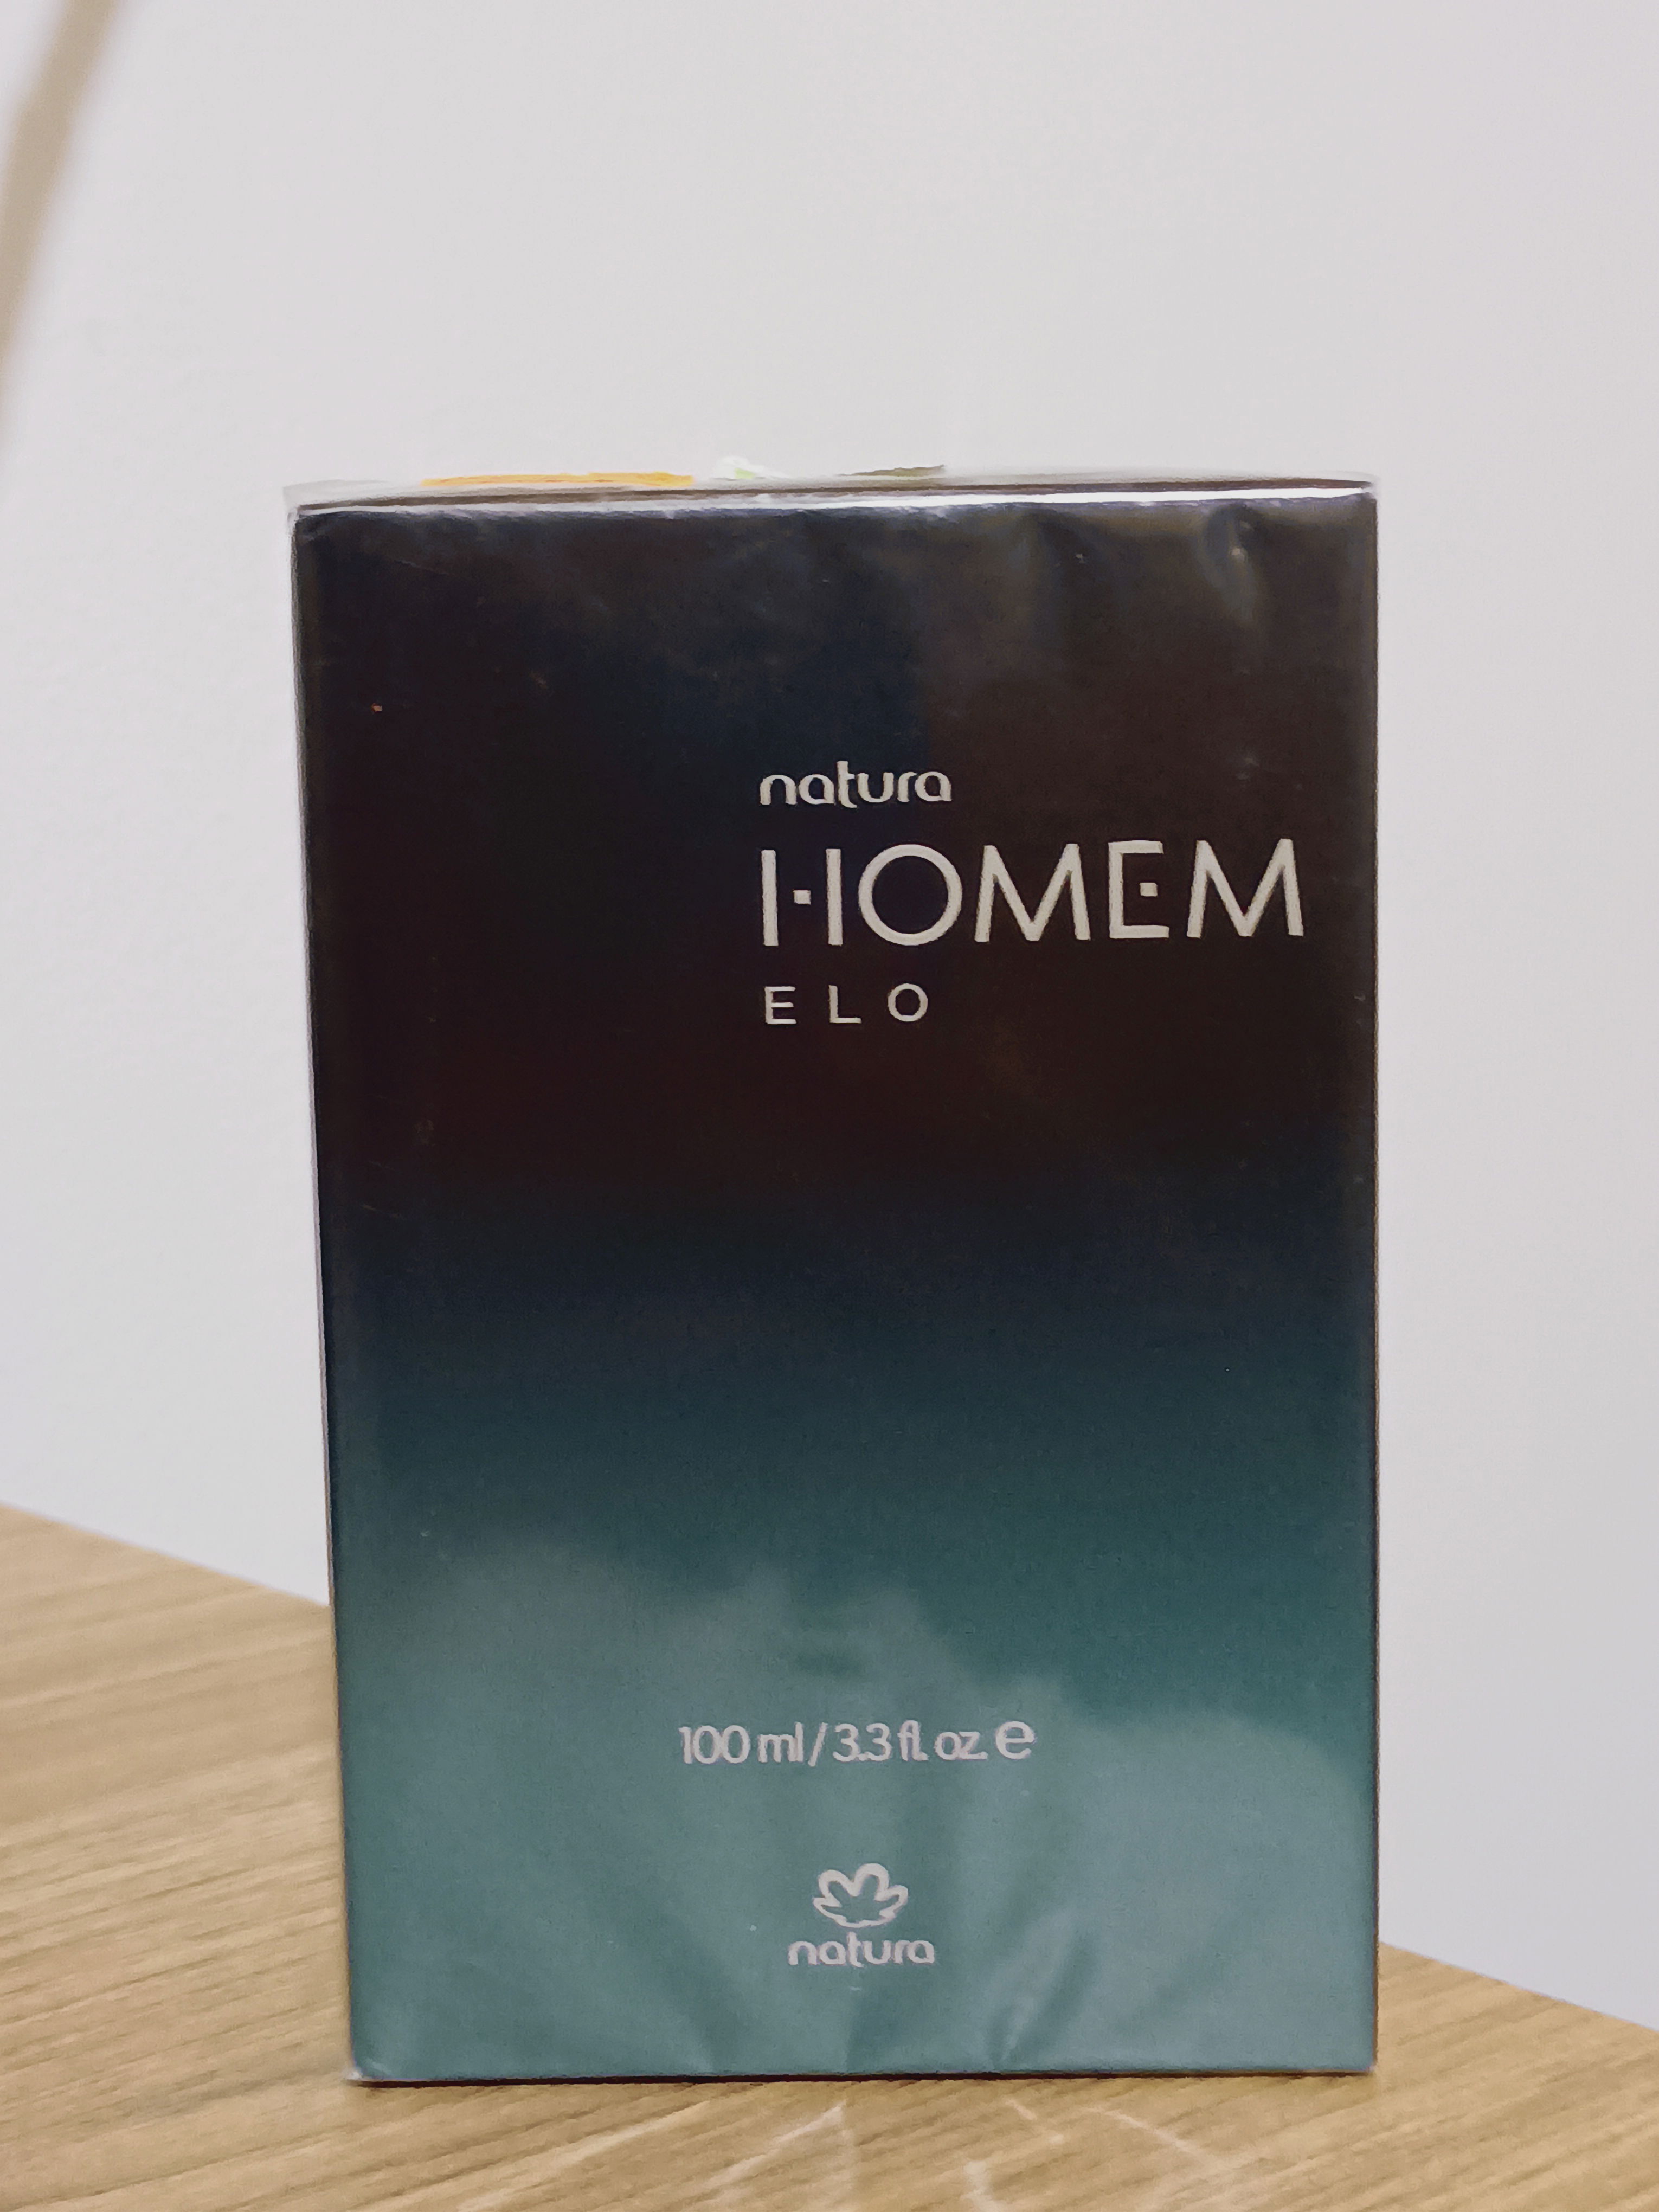 natura
HOMEM
ELO
100 ml / 3.3 fl. oz. ℮
natura